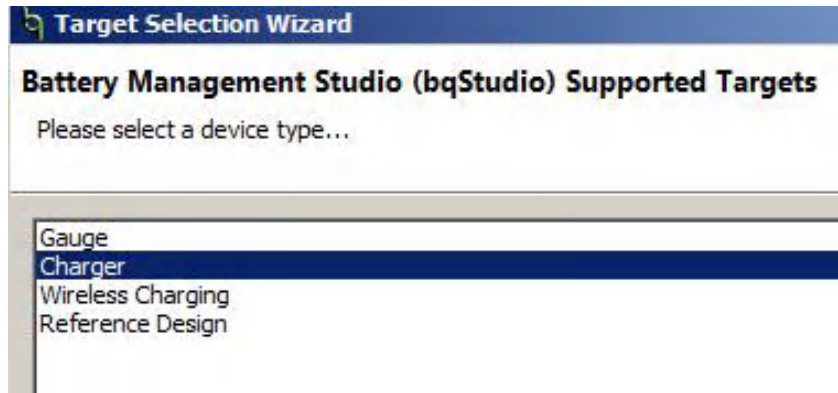 Target Selection Wizard
Battery Management Studio (bqStudio) Supported Targets
Please select a device type...
Gauge
Charger
Wireless Charging
Reference Design